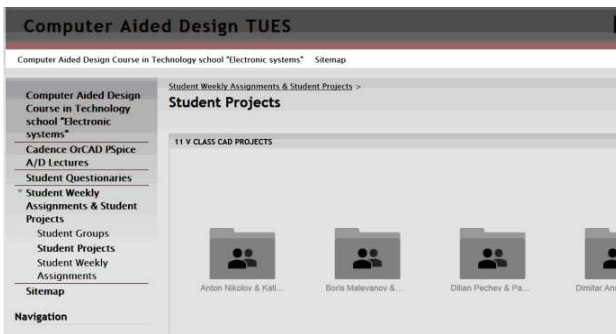 Computer Aided Design TUES
Computer Aided Design Course in Technology school "Electronic systems"   Sitemap
Computer Aided Design
Course in Technology
school "Electronic
systems"
Cadence OrCAD PSpice
A/D Lectures
Student Questionaries
Student Weekly
Assignments & Student
Projects
Student Groups
Student Projects
Student Weekly
Assignments
Sitemap
Navigation
Student Weekly Assignments & Student Projects >
Student Projects
11 V CLASS CAD PROJECTS
Anton Nikolov & Kali...
Boris Malevanov &...
Dilian Pechev & Pa...
Dimitar An